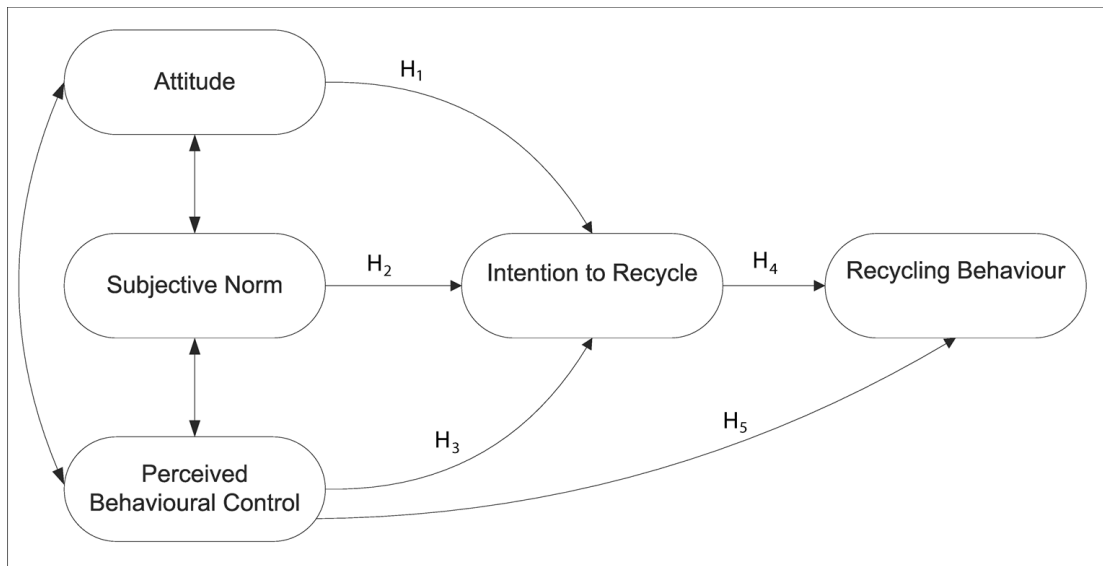 Attitude
H₁
Subjective Norm
H₂
Intention to Recycle
H₄
Recycling Behaviour
H₃
H₅
Perceived
Behavioural Control